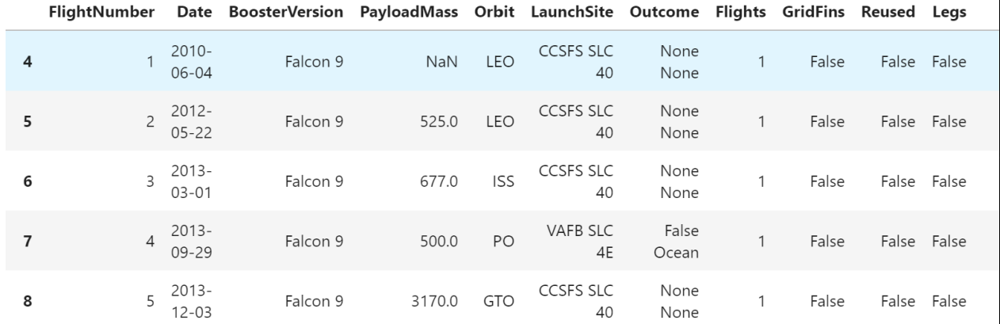 FlightNumber Date BoosterVersion PayloadMass Orbit LaunchSite Outcome Flights GridFins Reused Legs
4 1 2010-06-04 Falcon 9 NaN LEO CCSFS SLC 40 None None 1 False False False
5 2 2012-05-22 Falcon 9 525.0 LEO CCSFS SLC 40 None None 1 False False False
6 3 2013-03-01 Falcon 9 677.0 ISS CCSFS SLC 40 None None 1 False False False
7 4 2013-09-29 Falcon 9 500.0 PO VAFB SLC 4E False Ocean 1 False False False
8 5 2013-12-03 Falcon 9 3170.0 GTO CCSFS SLC 40 None None 1 False False False